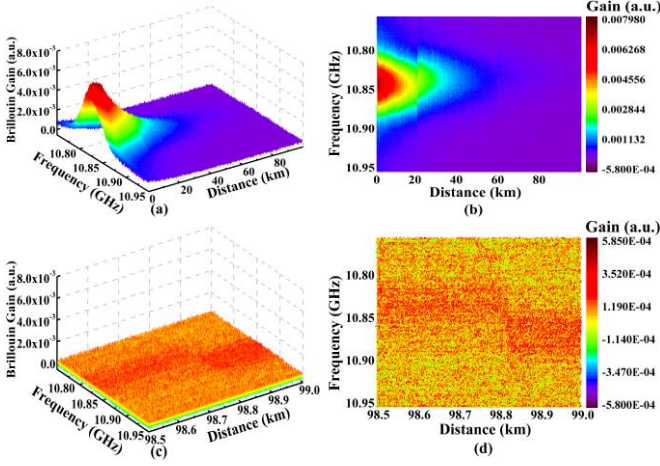 Gain (a.u.)
Brillouin Gain (a.u.)
8.0x10⁻³
6.0x10⁻³
4.0x10⁻³
2.0x10⁻³
0.0
10.80
10.85
10.90
10.95
Frequency (GHz)
0
20
40
60
80
Distance (km)
(a)
Frequency (GHz)
10.80
10.85
10.90
10.95
0 10 20 30 40 50 60 70 80 90
Distance (km)
(b)
0.007980
0.006268
0.004556
0.002844
0.001132
-5.800E-04
Gain (a.u.)
Brillouin Gain (a.u.)
8.0x10⁻³
6.0x10⁻³
4.0x10⁻³
2.0x10⁻³
0.0
10.80
10.85
10.90
10.95
Frequency (GHz)
98.5
98.6
98.7
98.8
98.9
99.0
Distance (km)
(c)
Frequency (GHz)
10.80
10.85
10.90
10.95
98.5 98.6 98.7 98.8 98.9 99.0
Distance (km)
(d)
5.850E-04
3.520E-04
1.190E-04
-1.140E-04
-3.470E-04
-5.800E-04